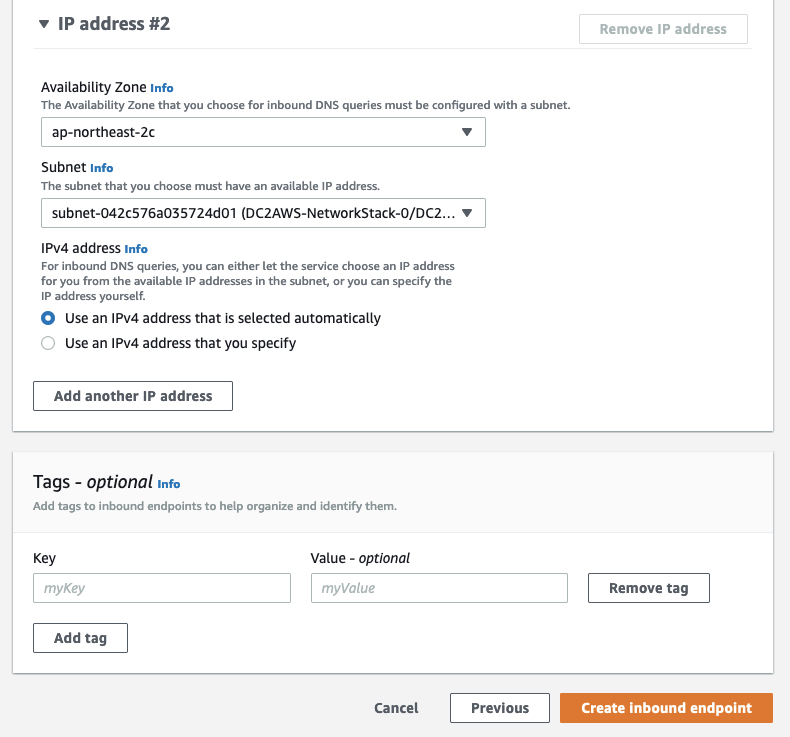 IP address #2
Remove IP address
Availability Zone Info
The Availability Zone that you choose for inbound DNS queries must be configured with a subnet.
ap-northeast-2c
Subnet Info
The subnet that you choose must have an available IP address.
subnet-042c576a035724d01 (DC2AWS-NetworkStack-0/DC2...
IPv4 address Info
For inbound DNS queries, you can either let the service choose an IP address
for you from the available IP addresses in the subnet, or you can specify the
IP address yourself.
Use an IPv4 address that is selected automatically
Use an IPv4 address that you specify
Add another IP address
Tags - optional Info
Add tags to inbound endpoints to help organize and identify them.
Key
Value - optional
myKey
myValue
Remove tag
Add tag
Cancel
Previous
Create inbound endpoint